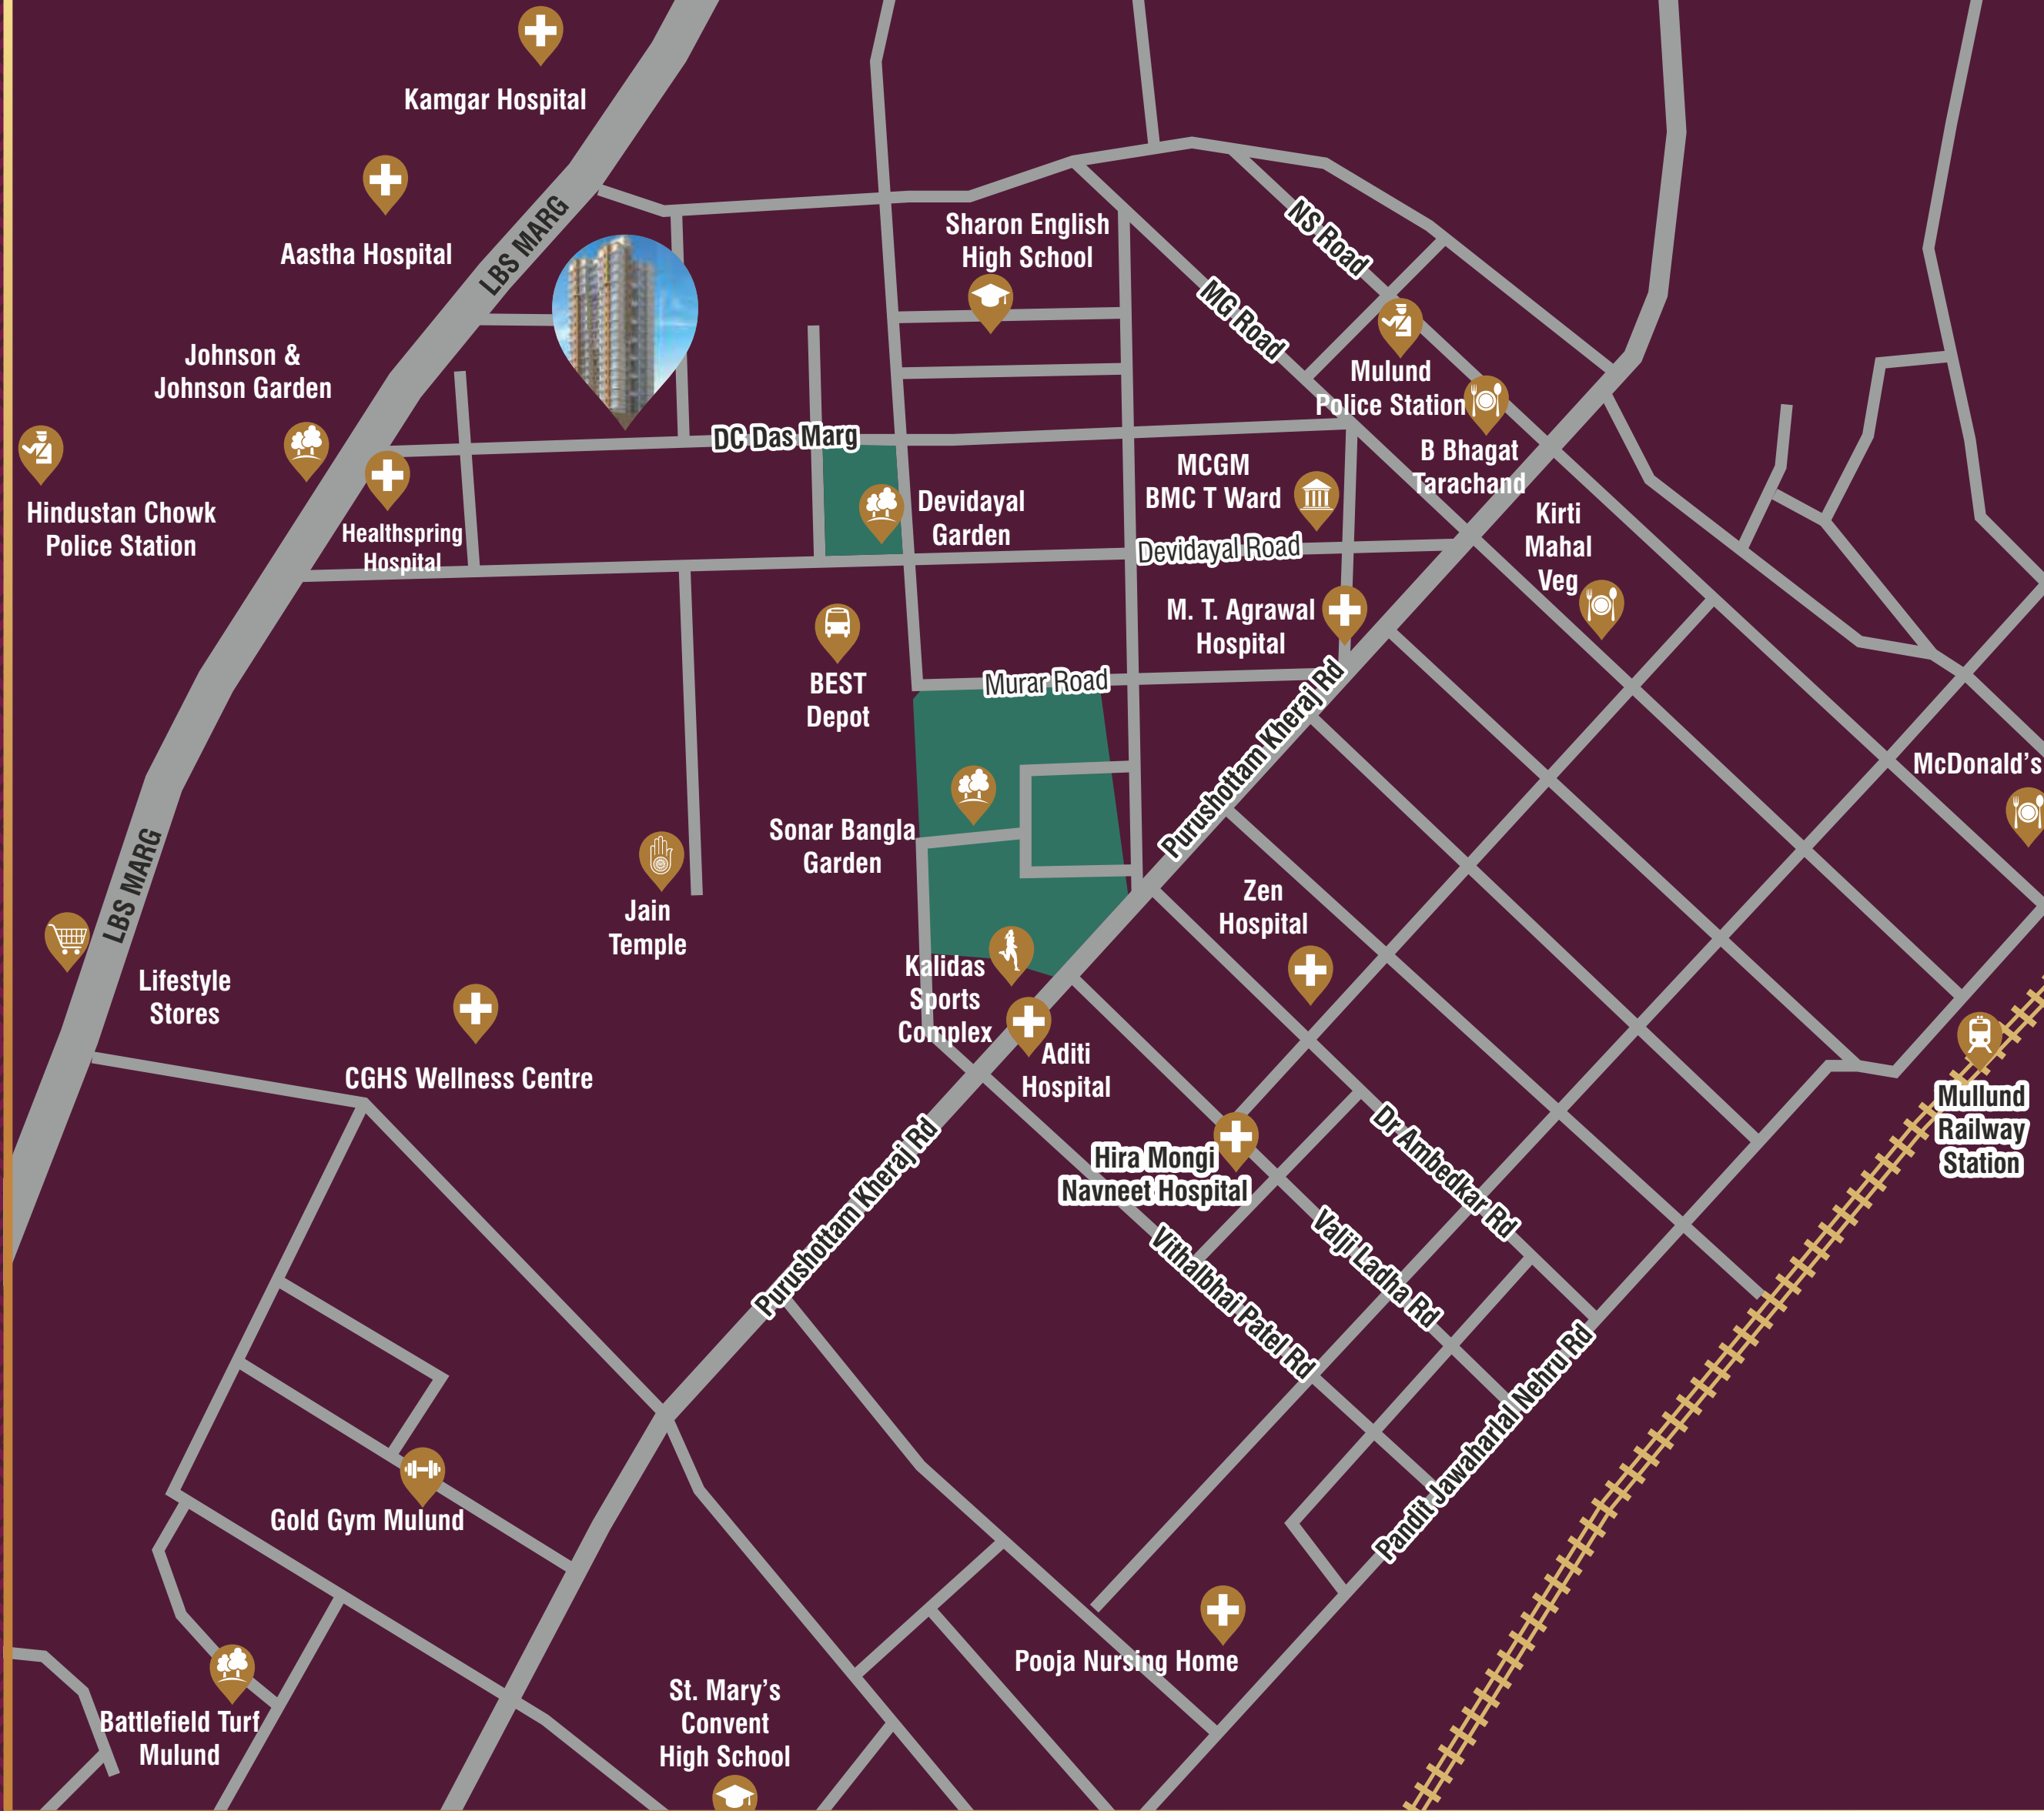 Kamgar Hospital
Aastha Hospital
LBS MARG
Sharon English
High School
NS Road
MG Road
Johnson &
Johnson Garden
Mulund
Police Station
DC Das Marg
B Bhagat
Tarachand
MCGM
BMC T Ward
Hindustan Chowk
Police Station
Healthspring
Hospital
Devidayal
Garden
Devidayal Road
Kirti
Mahal
Veg
M. T. Agrawal
Hospital
BEST
Depot
Murar Road
Purushottam Kheraj Rd
McDonald's
Sonar Bangla
Garden
LBS MARG
Jain
Temple
Zen
Hospital
Lifestyle
Stores
Kalidas
Sports
Complex
Aditi
Hospital
CGHS Wellness Centre
Mullund
Railway
Station
Hira Mongi
Navneet Hospital
Dr Ambedkar Rd
Valji Ladha Rd
Vithalbhai Patel Rd
Purushottam Kheraj Rd
Pandit Jawaharlal Nehru Rd
Gold Gym Mulund
Pooja Nursing Home
St. Mary's
Convent
High School
Battlefield Turf
Mulund